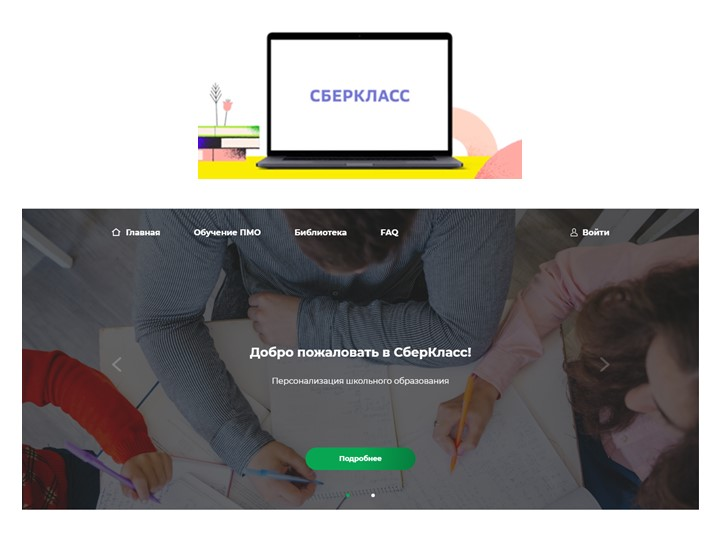 СБЕРКЛАСС
Главная Обучение ПМО Библиотека FAQ Войти
Добро пожаловать в СберКласс!
Персонализация школьного образования
Подробнее